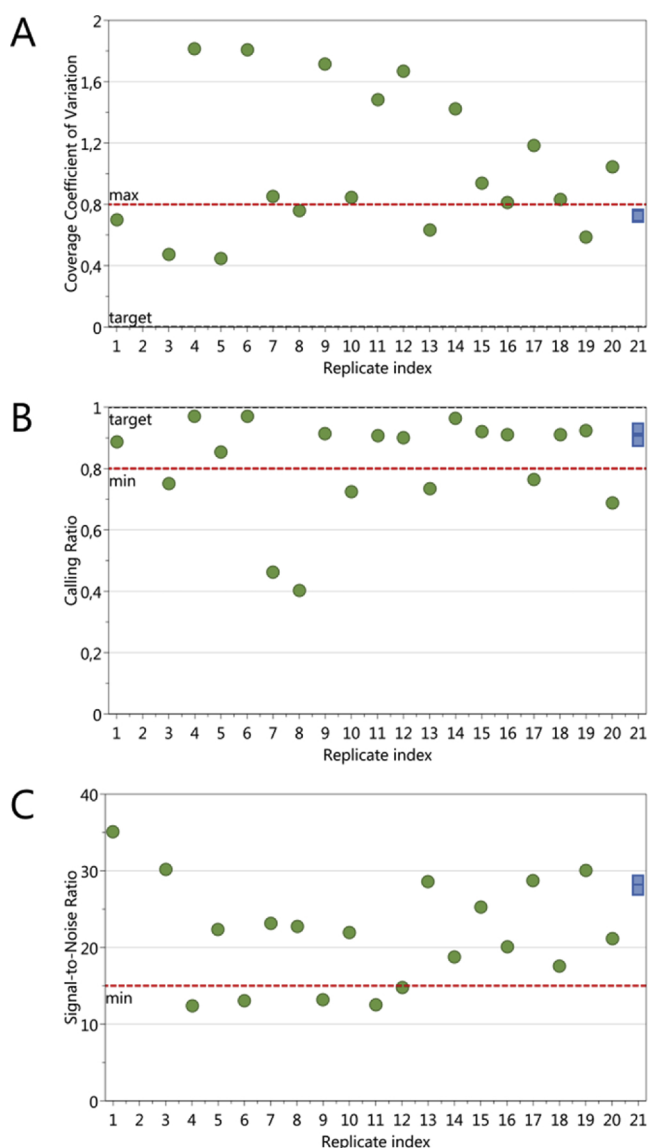 A
Coverage Coefficient of Variation
2
1,6
1,2
max
0,8
0,4
target
0
1 2 3 4 5 6 7 8 9 10 11 12 13 14 15 16 17 18 19 20 21
Replicate index
B
Calling Ratio
1
target
0,8
min
0,6
0,4
0,2
0
1 2 3 4 5 6 7 8 9 10 11 12 13 14 15 16 17 18 19 20 21
Replicate index
C
Signal-to-Noise Ratio
40
30
20
min
10
0
1 2 3 4 5 6 7 8 9 10 11 12 13 14 15 16 17 18 19 20 21
Replicate index